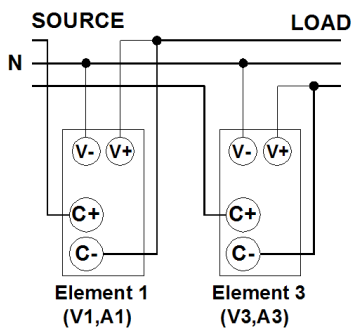 SOURCE
LOAD
N
V- V+ V- V+
C+ C+
C- C-
Element 1 Element 3
(V1,A1) (V3,A3)